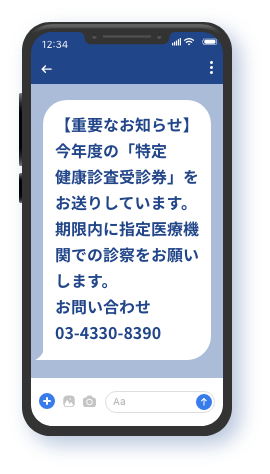 12:34
【重要なお知らせ】
今年度の「特定
健康診査受診券」を
お送りしています。
期限内に指定医療機
関での診察をお願い
します。
お問い合わせ
03-4330-8390
Aa